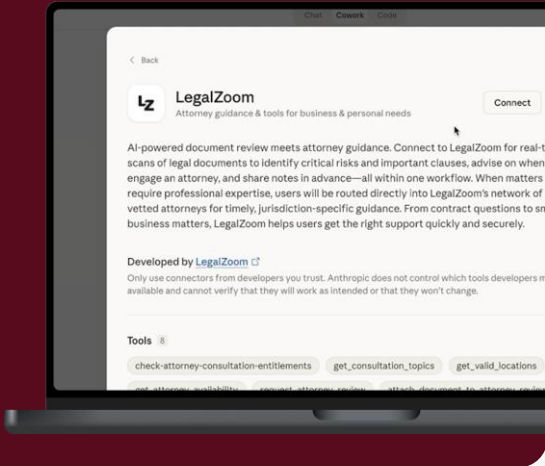 Chat Cowork Code
< Back
LZ
LegalZoom
Attorney guidance & tools for business & personal needs
Connect
AI-powered document review meets attorney guidance. Connect to LegalZoom for real-t
scans of legal documents to identify critical risks and important clauses, advise on when
engage an attorney, and share notes in advance—all within one workflow. When matters
require professional expertise, users will be routed directly into LegalZoom's network of
vetted attorneys for timely, jurisdiction-specific guidance. From contract questions to sm
business matters, LegalZoom helps users get the right support quickly and securely.
Developed by LegalZoom
Only use connectors from developers you trust. Anthropic does not control which tools developers m
available and cannot verify that they will work as intended or that they won't change.
Tools 8
check-attorney-consultation-entitlements get_consultation_topics get_valid_locations
get_attorney_availability request_attorney_review attach_document_to_attorney_review